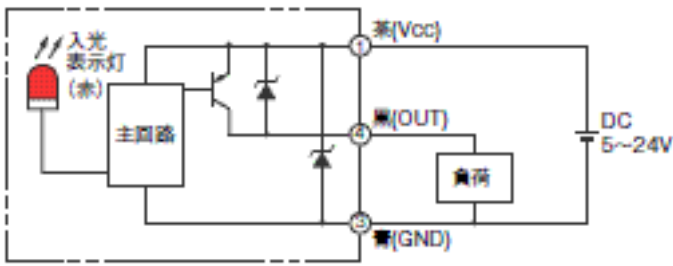 入光
表示灯
(赤)
主回路
① 茶(Vcc)
④ 黒(OUT)
負荷
DC
5～24V
③ 青(GND)